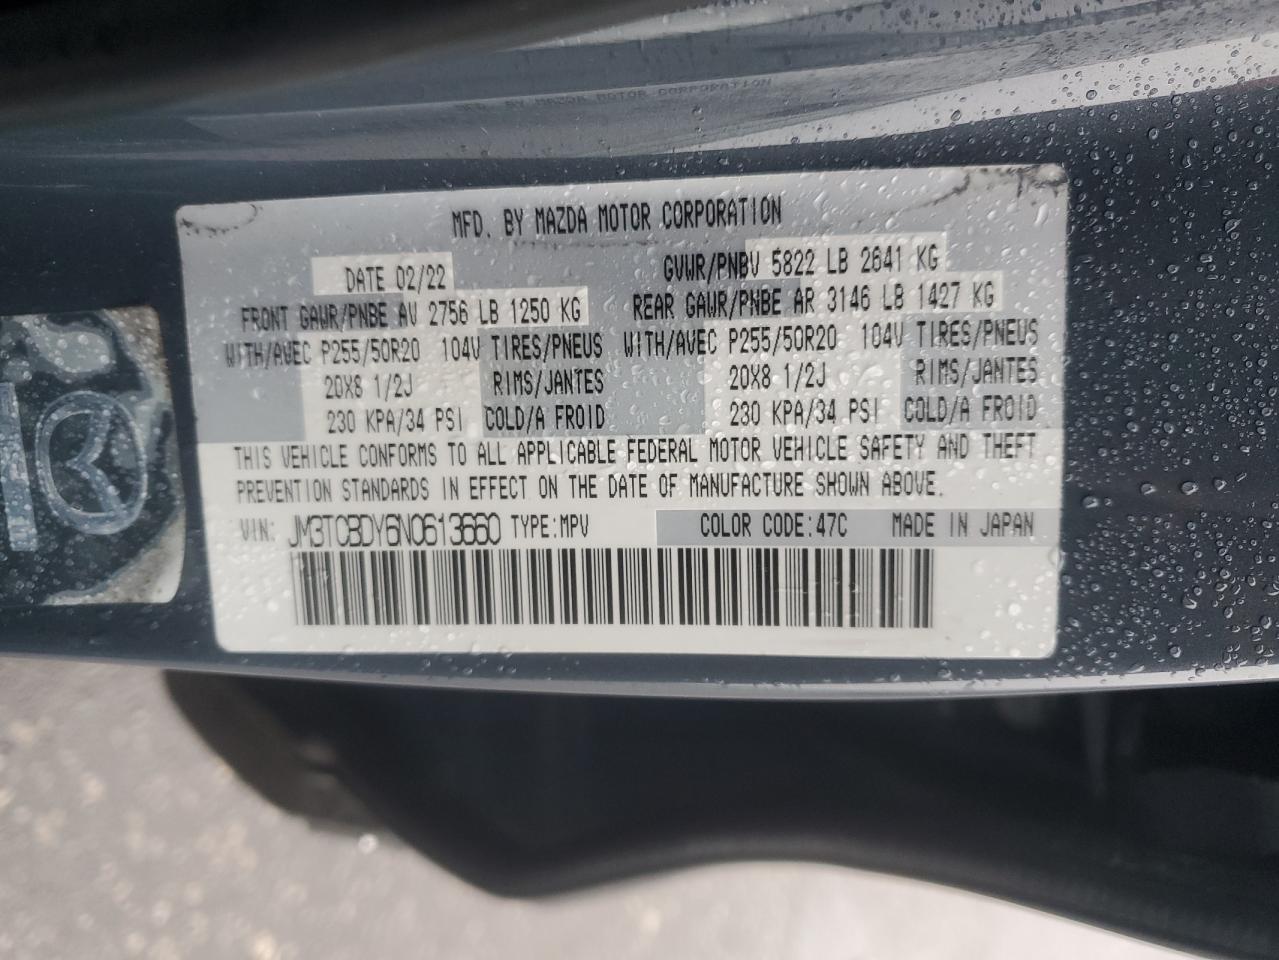 MFD. BY MAZDA MOTOR CORPORATION
MFD. BY MAZDA MOTOR CORPORATION
DATE 02/22 GVWR/PNBV 5822 LB 2641 KG
FRONT GAWR/PNBE AV 2756 LB 1250 KG REAR GAWR/PNBE AR 3146 LB 1427 KG
WITH/AVEC P255/50R20 104V TIRES/PNEUS WITH/AVEC P255/50R20 104V TIRES/PNEUS
20X8 1/2J RIMS/JANTES 20X8 1/2J RIMS/JANTES
230 KPA/34 PSI COLD/A FROID 230 KPA/34 PSI COLD/A FROID
THIS VEHICLE CONFORMS TO ALL APPLICABLE FEDERAL MOTOR VEHICLE SAFETY AND THEFT
PREVENTION STANDARDS IN EFFECT ON THE DATE OF MANUFACTURE SHOWN ABOVE.
VIN: JM3TCBDY6N0613660 TYPE:MPV COLOR CODE:47C MADE IN JAPAN